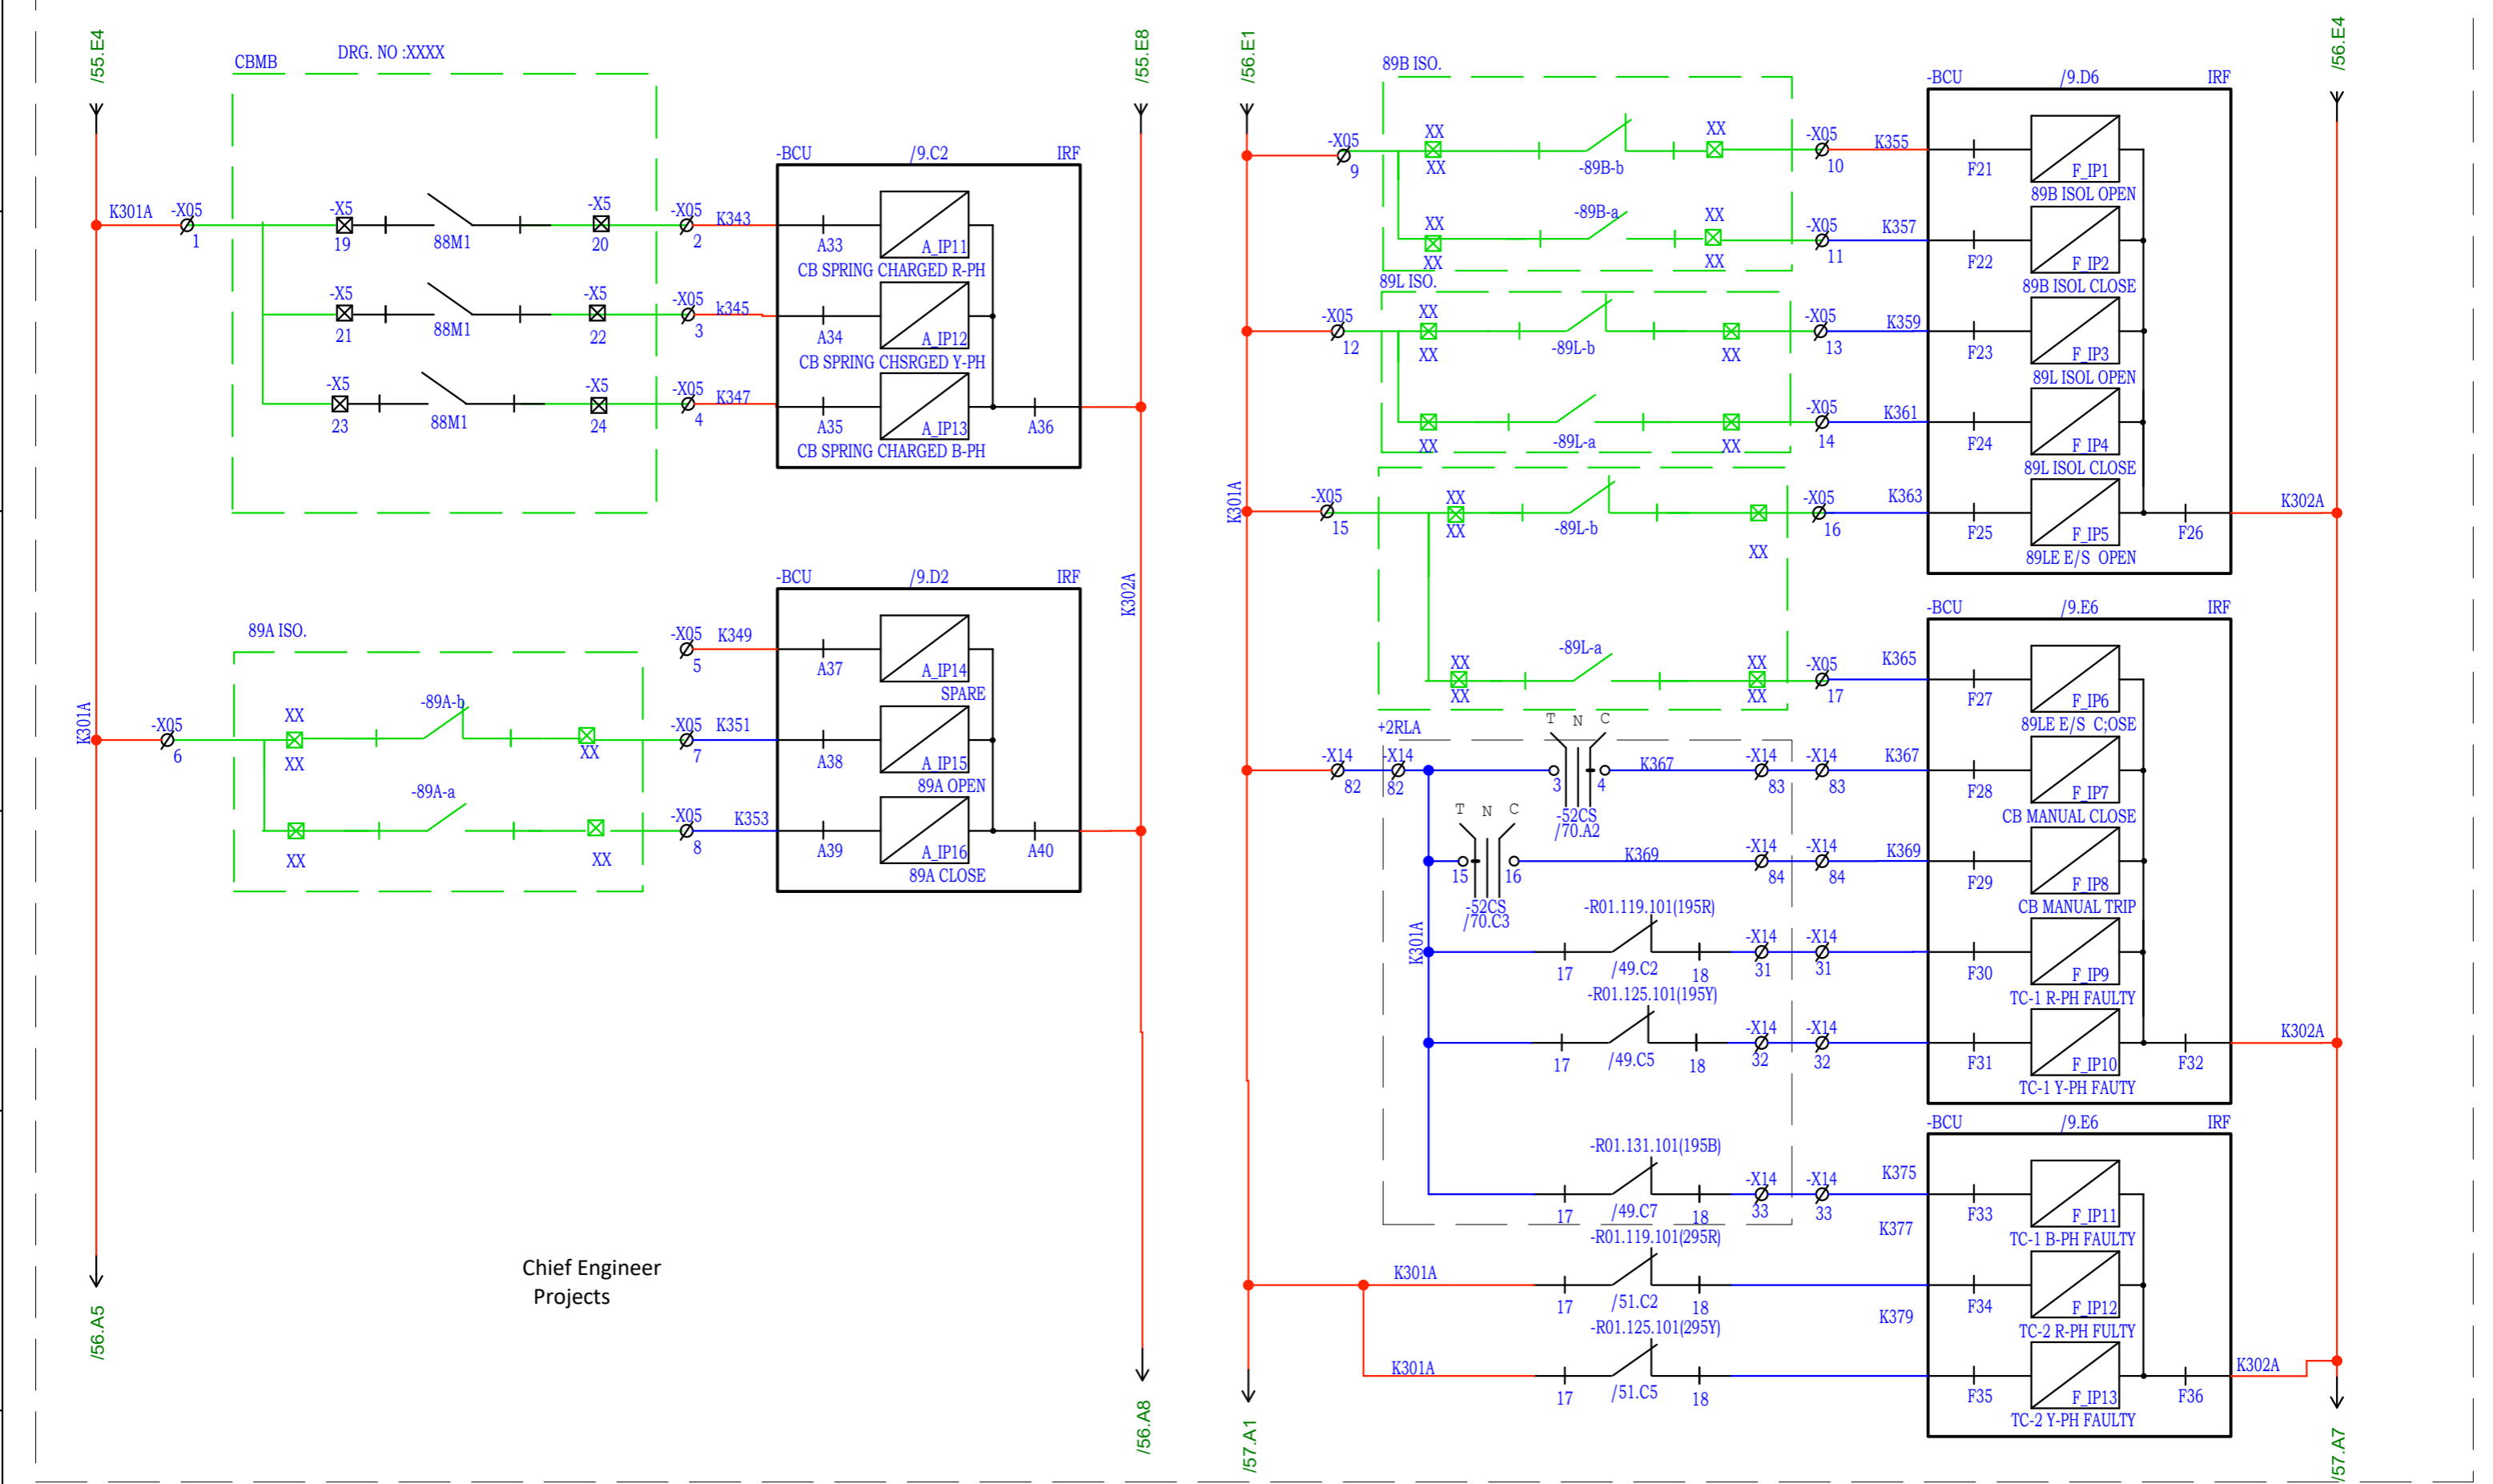 /55.E4
CBMB
DRG. NO :XXXX
/55.E8
K301A
-X05
1
-X5
19
88M1
-X5
20
-X05
2
K343
-X5
21
88M1
-X5
22
-X05
3
k345
-X5
23
88M1
-X5
24
-X05
4
K347
-BCU
/9.C2
IRF
A33
A_IP11
CB SPRING CHARGED R-PH
A34
A_IP12
CB SPRING CHSRGED Y-PH
A35
A_IP13
A36
CB SPRING CHARGED B-PH
K301A
K302A
89A ISO.
-X05
6
XX
XX
-89A-b
XX
-X05
5
K349
-X05
7
K351
-89A-a
XX
XX
-X05
8
K353
-BCU
/9.D2
IRF
A37
A_IP14
SPARE
A38
A_IP15
89A OPEN
A39
A_IP16
A40
89A CLOSE
Chief Engineer
Projects
/56.A5
/56.A8
/56.E1
/56.E4
89B ISO.
-X05
9
XX
XX
-89B-b
XX
-X05
10
K355
XX
XX
-89B-a
XX
XX
-X05
11
K357
89L ISO.
-X05
12
XX
XX
-89L-b
XX
-X05
13
K359
XX
-89L-a
XX
-X05
14
K361
K301A
-X05
15
XX
XX
-89L-b
XX
-X05
16
K363
-BCU
/9.D6
IRF
F21
F_IP1
89B ISOL OPEN
F22
F_IP2
89B ISOL CLOSE
F23
F_IP3
89L ISOL OPEN
F24
F_IP4
89L ISOL CLOSE
F25
F_IP5
F26
89LE E/S OPEN
K302A
XX
XX
-89L-a
XX
XX
-X05
17
K365
+2RLA
-X14
82
-X14
82
T N C
3
4
-52CS
/70.A2
K367
-X14
83
-X14
83
K367
T N C
15
16
-52CS
/70.C3
K369
-X14
84
-X14
84
K369
K301A
-R01.119.101(195R)
17
/49.C2
18
-X14
31
-X14
31
-R01.125.101(195Y)
17
/49.C5
18
-X14
32
-X14
32
-BCU
/9.E6
IRF
F27
F_IP6
89LE E/S C;OSE
F28
F_IP7
CB MANUAL CLOSE
F29
F_IP8
CB MANUAL TRIP
F30
F_IP9
TC-1 R-PH FAULTY
F31
F_IP10
F32
TC-1 Y-PH FAUTY
K302A
-R01.131.101(195B)
17
/49.C7
18
-X14
33
-X14
33
K375
-R01.119.101(295R)
K301A
17
/51.C2
18
K377
-R01.125.101(295Y)
K301A
17
/51.C5
18
K379
-BCU
/9.E6
IRF
F33
F_IP11
TC-1 B-PH FAULTY
F34
F_IP12
TC-2 R-PH FULTY
F35
F_IP13
F36
TC-2 Y-PH FAULTY
K302A
/57.A1
/57.A7